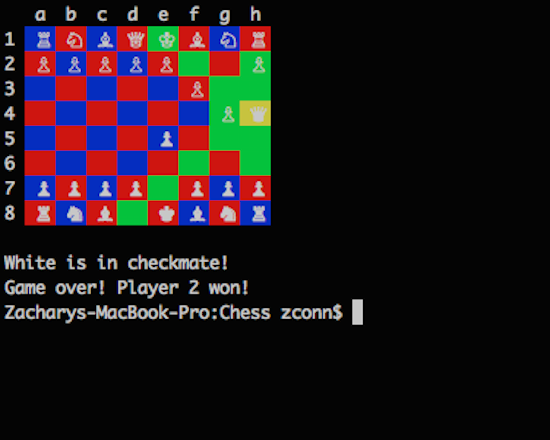 a b c d e f g h
1 ♖ ♘ ♗ ♕ ♔ ♗ ♘ ♖
2 ♙ ♙ ♙ ♙ ♙ ♙
3 ♙
4 ♙ ♛
5 ♟
6
7 ♟ ♟ ♟ ♟ ♟ ♟ ♟
8 ♜ ♞ ♝ ♚ ♝ ♞ ♜
White is in checkmate!
Game over! Player 2 won!
Zacharys-MacBook-Pro:Chess zconn$